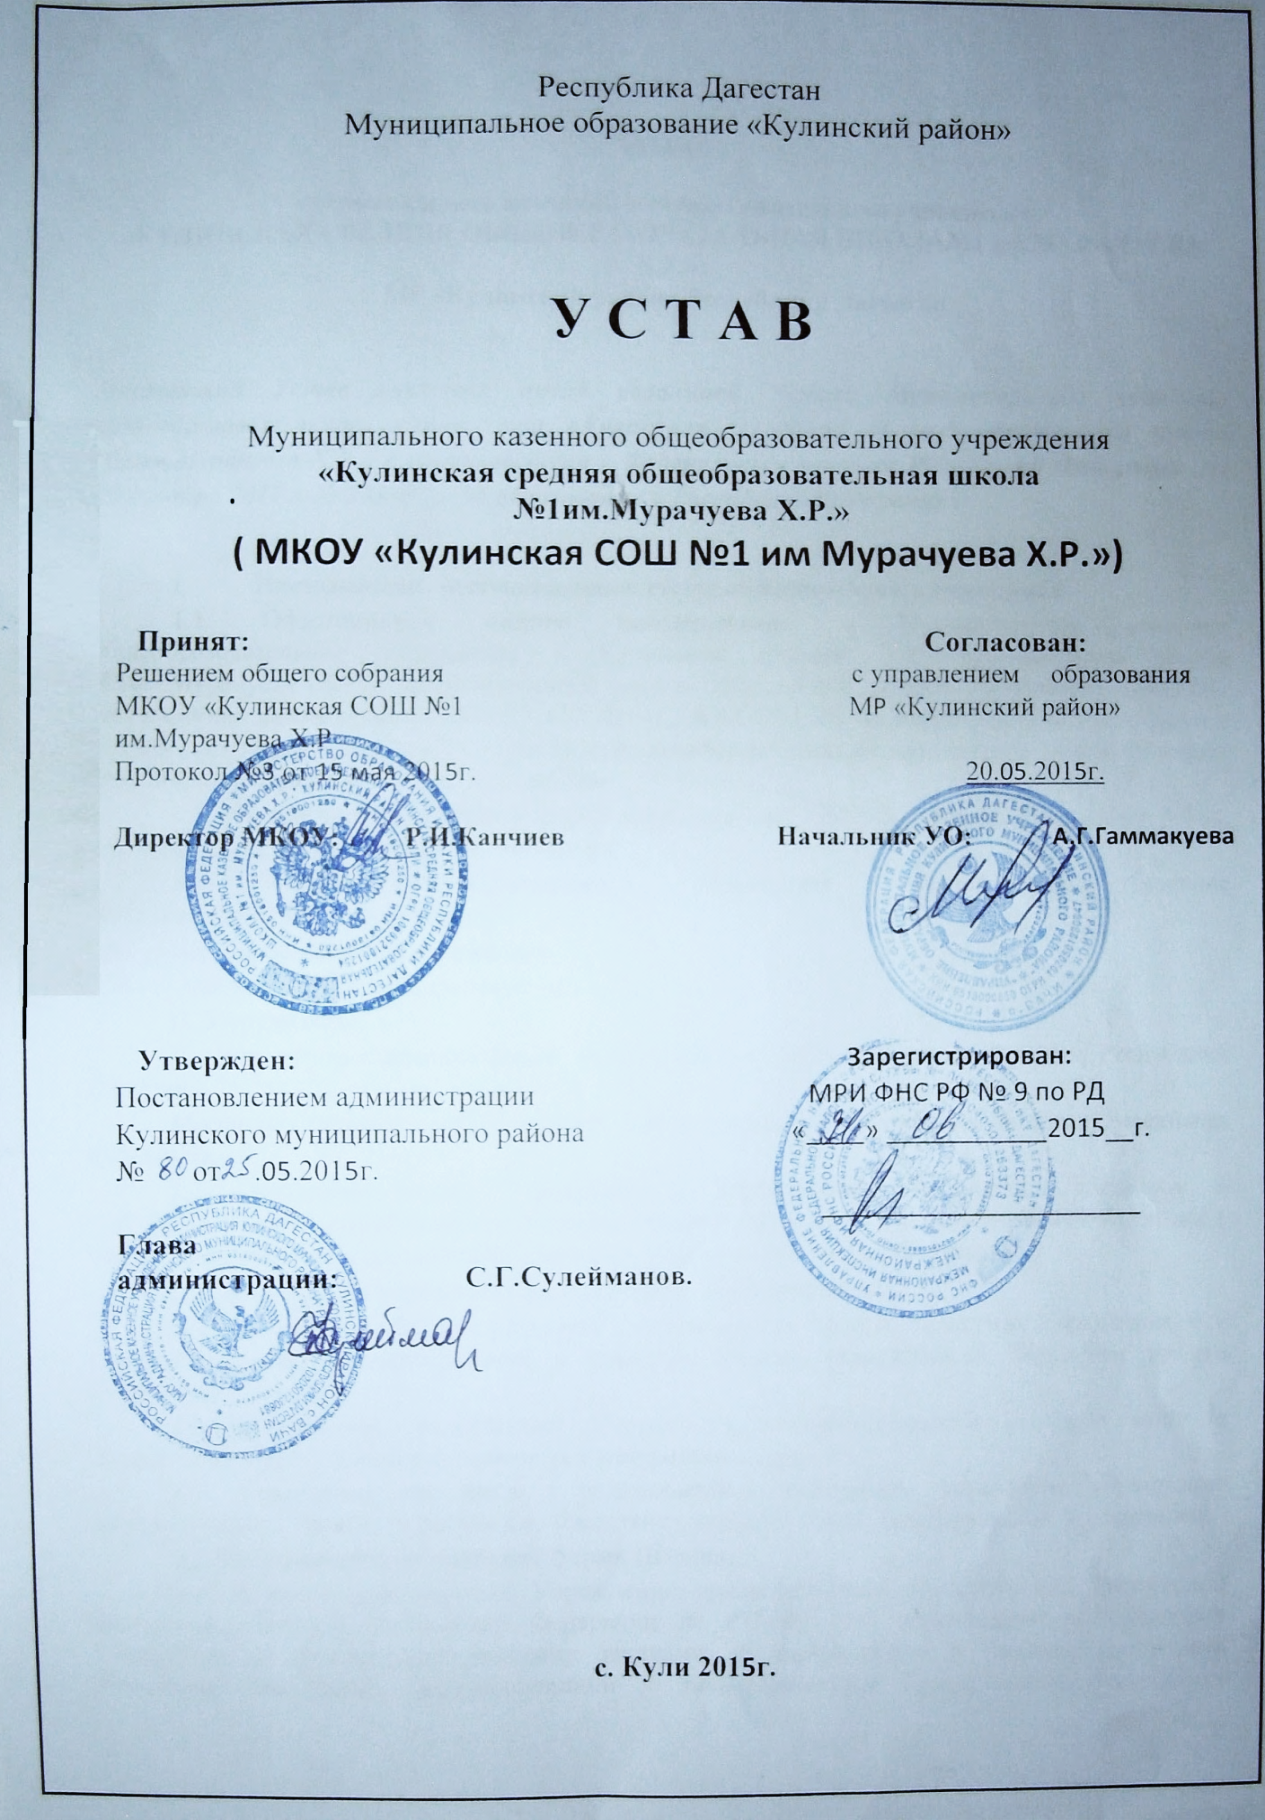 Республика Дагестан
Муниципальное образование «Кулинский район»
У С Т А В
Муниципального казенного общеобразовательного учреждения
«Кулинская средняя общеобразовательная школа
№1им.Мурачуева Х.Р.»
( МКОУ «Кулинская СОШ №1 им Мурачуева Х.Р.»)
Принят:
Решением общего собрания
МКОУ «Кулинская СОШ №1
им.Мурачуева Х.Р
Протокол №3 от 15 мая 2015г.
Директор МКОУ: Р.И.Канчиев
Согласован:
с управлением образования
МР «Кулинский район»
20.05.2015г.
Начальник УО: А.Г.Гаммакуева
Утвержден:
Постановлением администрации
Кулинского муниципального района
№ 80 от 25.05.2015г.
Глава
администрации: С.Г.Сулейманов.
Зарегистрирован:
МРИ ФНС РФ № 9 по РД
« » 06 2015__г.
с. Кули 2015г.